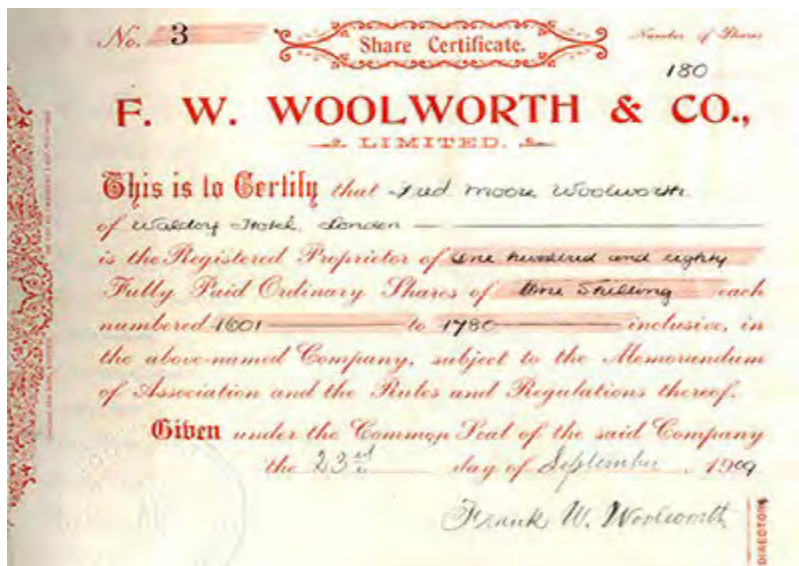 No. 3
Share Certificate.
Number of Shares
180
F. W. WOOLWORTH & CO.,
LIMITED.
This is to Certify that Fred Moore Woolworth
of Waldorf Hotel, London
is the Registered Proprietor of One hundred and eighty
Fully Paid Ordinary Shares of One Shilling each
numbered 1601 to 1780 inclusive, in
the above-named Company, subject to the Memorandum
of Association and the Rules and Regulations thereof.
Given under the Common Seal of the said Company
the 23rd day of September, 1909
Frank W. Woolworth
DIRECTORS